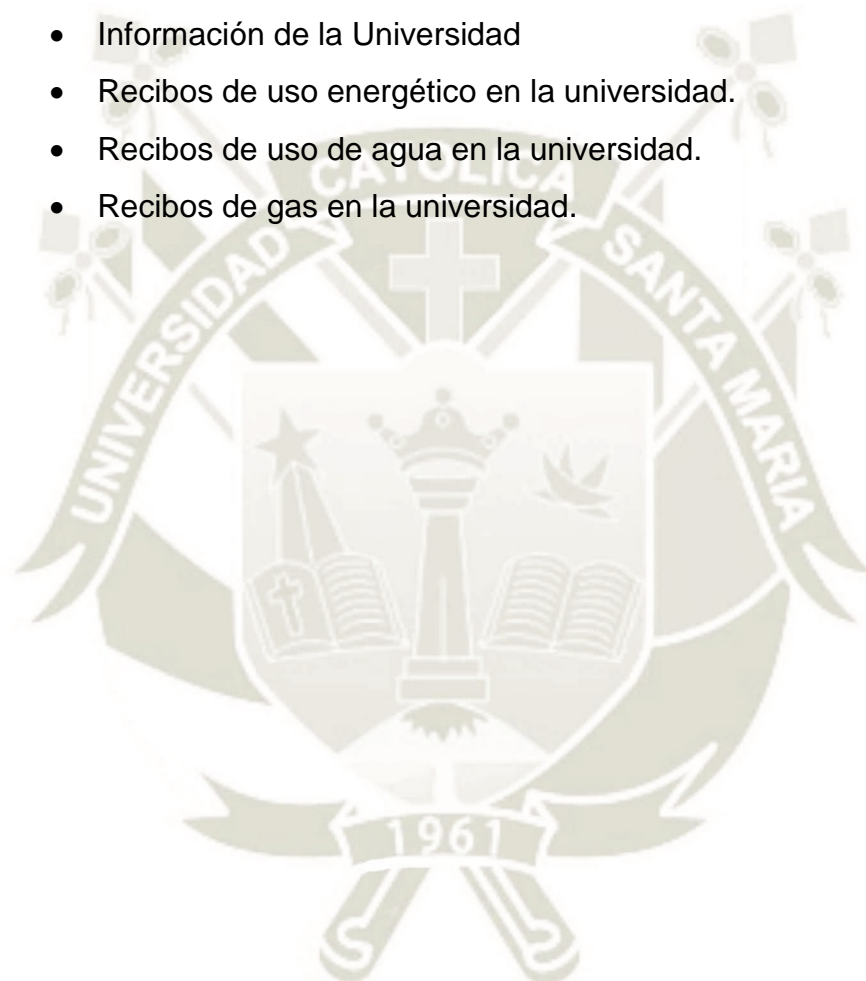 • Información de la Universidad
• Recibos de uso energético en la universidad.
• Recibos de uso de agua en la universidad.
• Recibos de gas en la universidad.
UNIVERSIDAD CATOLICA SANTA MARIA
1961